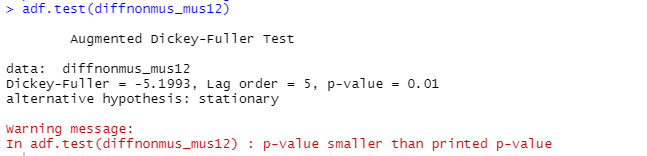 > adf.test(diffnonmus_mus12)
Augmented Dickey-Fuller Test
data:  diffnonmus_mus12
Dickey-Fuller = -5.1993, Lag order = 5, p-value = 0.01
alternative hypothesis: stationary
Warning message:
In adf.test(diffnonmus_mus12) : p-value smaller than printed p-value